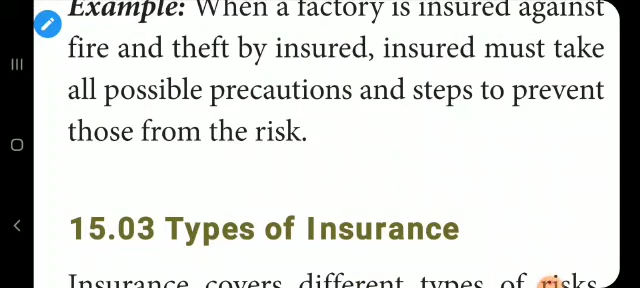 Example: When a factory is insured against
fire and theft by insured, insured must take
all possible precautions and steps to prevent
those from the risk.
15.03 Types of Insurance
Insurance covers different types of risks